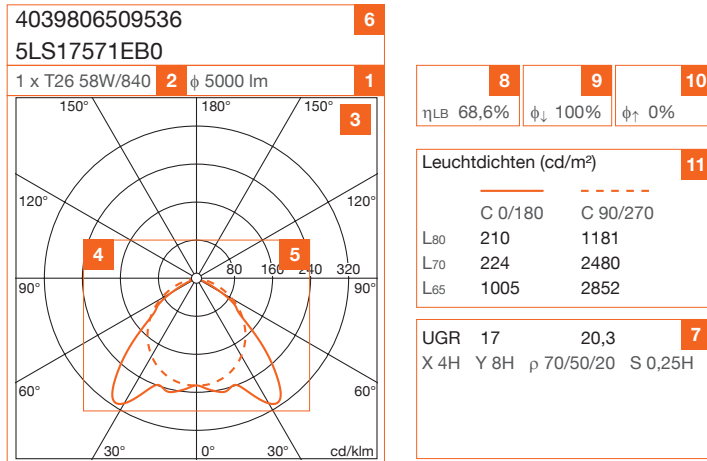 4039806509536 6
5LS17571EB0
1 x T26 58W/840 2 ϕ 5000 lm 1
150° 180° 150° 3
120° 120°
4 5
80 160 240 320
90° 90°
60° 60°
30° 0° 30° cd/klm
8 9 10
ηLB 68,6% ϕ↓ 100% ϕ↑ 0%
Leuchtdichten (cd/m²) 11
C 0/180 C 90/270
L80 210 1181
L70 224 2480
L65 1005 2852
UGR 17 20,3 7
X 4H Y 8H ρ 70/50/20 S 0,25H